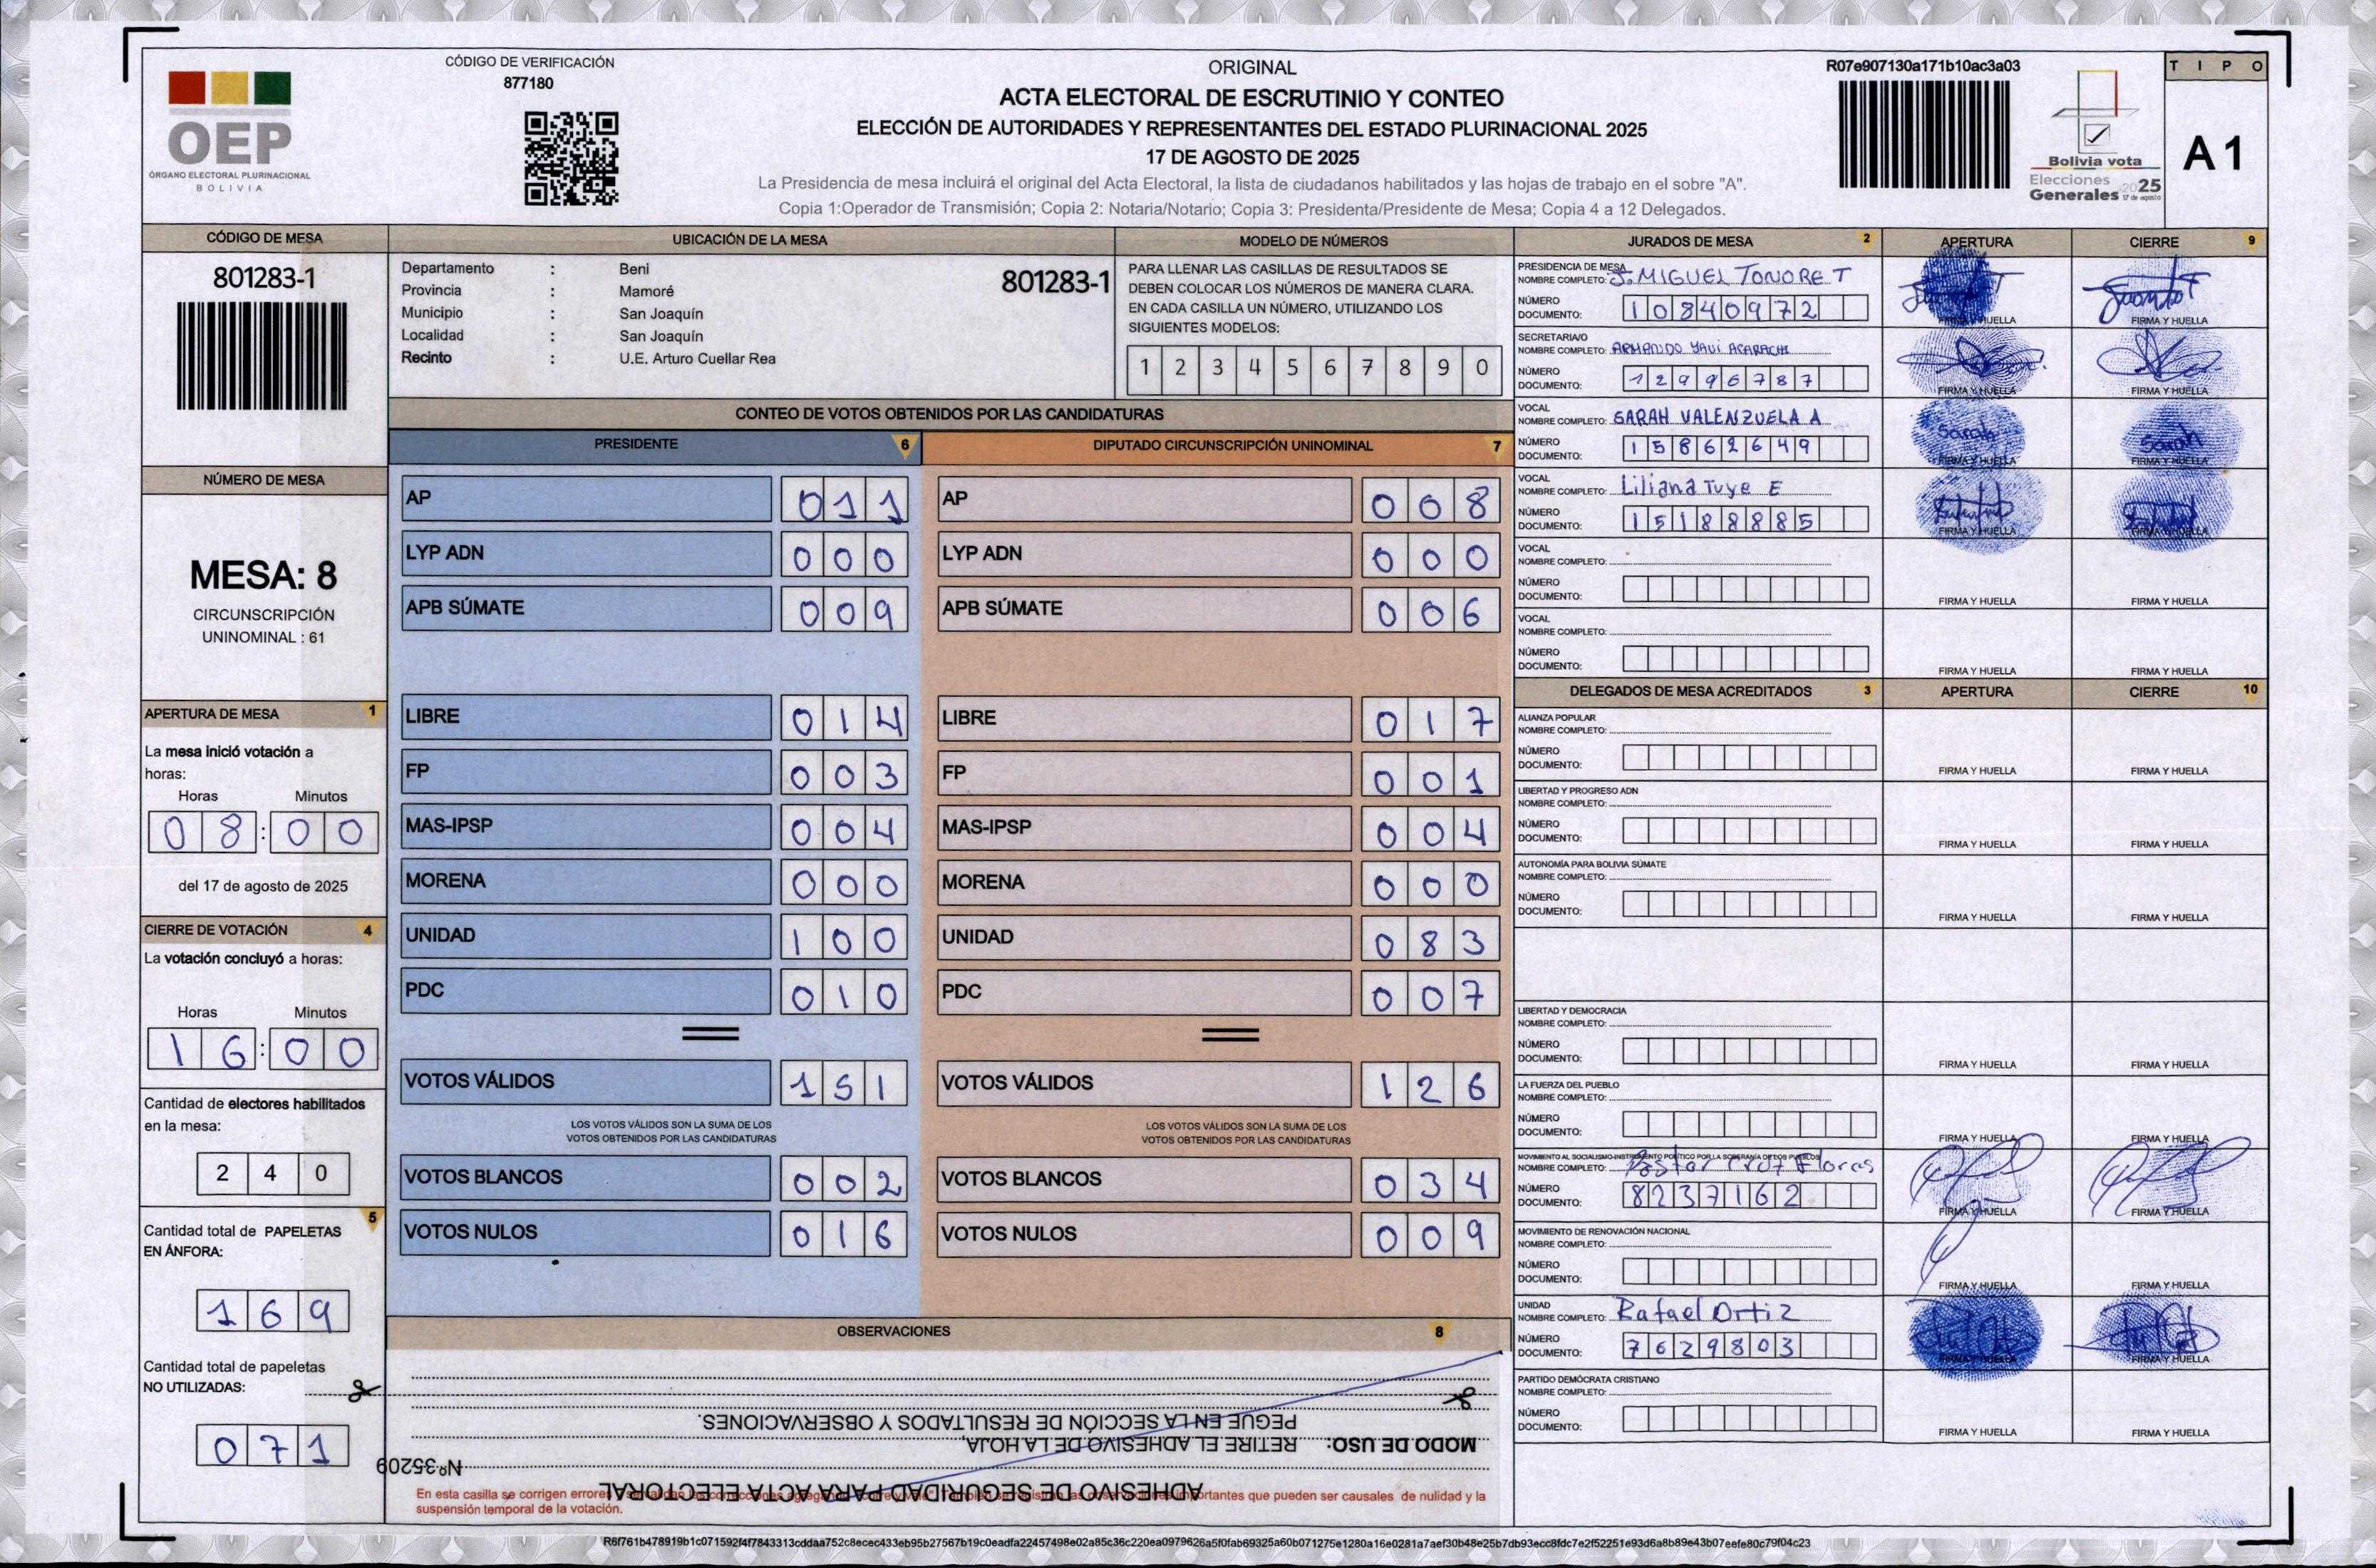 CÓDIGO DE VERIFICACIÓN
877180
OEP
ÓRGANO ELECTORAL PLURINACIONAL
BOLIVIA
ORIGINAL
ACTA ELECTORAL DE ESCRUTINIO Y CONTEO
ELECCIÓN DE AUTORIDADES Y REPRESENTANTES DEL ESTADO PLURINACIONAL 2025
17 DE AGOSTO DE 2025
La Presidencia de mesa incluirá el original del Acta Electoral, la lista de ciudadanos habilitados y las hojas de trabajo en el sobre "A".
Copia 1:Operador de Transmisión; Copia 2: Notaria/Notario; Copia 3: Presidenta/Presidente de Mesa; Copia 4 a 12 Delegados.
R07e907130a171b10ac3a03
Bolivia vota
Elecciones
Generales 2025
17 de agosto
TIPO
A 1
CÓDIGO DE MESA
801283-1
NÚMERO DE MESA
MESA: 8
CIRCUNSCRIPCIÓN
UNINOMINAL : 61
APERTURA DE MESA 1
La mesa inició votación a
horas:
Horas Minutos
08:00
del 17 de agosto de 2025
CIERRE DE VOTACIÓN 4
La votación concluyó a horas:
Horas Minutos
16:00
Cantidad de electores habilitados
en la mesa:
240
Cantidad total de PAPELETAS 5
EN ÁNFORA:
169
Cantidad total de papeletas
NO UTILIZADAS:
071
UBICACIÓN DE LA MESA
Departamento : Beni
801283-1
Provincia : Mamoré
Municipio : San Joaquín
Localidad : San Joaquín
Recinto : U.E. Arturo Cuellar Rea
MODELO DE NÚMEROS
PARA LLENAR LAS CASILLAS DE RESULTADOS SE
DEBEN COLOCAR LOS NÚMEROS DE MANERA CLARA.
EN CADA CASILLA UN NÚMERO, UTILIZANDO LOS
SIGUIENTES MODELOS:
1 2 3 4 5 6 7 8 9 0
CONTEO DE VOTOS OBTENIDOS POR LAS CANDIDATURAS
PRESIDENTE 6
AP 011
LYP ADN 000
APB SÚMATE 009
LIBRE 014
FP 003
MAS-IPSP 004
MORENA 000
UNIDAD 100
PDC 010
VOTOS VÁLIDOS 151
LOS VOTOS VÁLIDOS SON LA SUMA DE LOS
VOTOS OBTENIDOS POR LAS CANDIDATURAS
VOTOS BLANCOS 002
VOTOS NULOS 016
DIPUTADO CIRCUNSCRIPCIÓN UNINOMINAL 7
AP 008
LYP ADN 000
APB SÚMATE 006
LIBRE 017
FP 001
MAS-IPSP 004
MORENA 000
UNIDAD 083
PDC 007
VOTOS VÁLIDOS 126
LOS VOTOS VÁLIDOS SON LA SUMA DE LOS
VOTOS OBTENIDOS POR LAS CANDIDATURAS
VOTOS BLANCOS 034
VOTOS NULOS 009
OBSERVACIONES 8
PEGUE EN LA SECCIÓN DE RESULTADOS Y OBSERVACIONES.
MODO DE USO: RETIRE EL ADHESIVO DE LA HOJA,
Nº 35209
ADHESIVO DE SEGURIDAD PARA ACTA ELECTORAL
En esta casilla se corrigen errores
importantes que pueden ser causales de nulidad y la
suspensión temporal de la votación.
JURADOS DE MESA 2 APERTURA CIERRE 9
PRESIDENCIA DE MESA
NOMBRE COMPLETO: J. MIGUEL TONORE T
NÚMERO
DOCUMENTO: 10840972
FIRMA Y HUELLA FIRMA Y HUELLA
SECRETARIA/O
NOMBRE COMPLETO: ARMANDO YAVI ACARACHI
NÚMERO
DOCUMENTO: 12996787
FIRMA Y HUELLA FIRMA Y HUELLA
VOCAL
NOMBRE COMPLETO: SARAH VALENZUELA A
NÚMERO
DOCUMENTO: 15862649
Sarah Sarah
FIRMA Y HUELLA FIRMA Y HUELLA
VOCAL
NOMBRE COMPLETO: Liliana Tuye E
NÚMERO
DOCUMENTO: 15188885
FIRMA Y HUELLA FIRMA Y HUELLA
VOCAL
NOMBRE COMPLETO:
NÚMERO
DOCUMENTO:
FIRMA Y HUELLA FIRMA Y HUELLA
VOCAL
NOMBRE COMPLETO:
NÚMERO
DOCUMENTO:
FIRMA Y HUELLA FIRMA Y HUELLA
DELEGADOS DE MESA ACREDITADOS 3 APERTURA CIERRE 10
ALIANZA POPULAR
NOMBRE COMPLETO:
NÚMERO
DOCUMENTO:
FIRMA Y HUELLA FIRMA Y HUELLA
LIBERTAD Y PROGRESO ADN
NOMBRE COMPLETO:
NÚMERO
DOCUMENTO:
FIRMA Y HUELLA FIRMA Y HUELLA
AUTONOMÍA PARA BOLIVIA SÚMATE
NOMBRE COMPLETO:
NÚMERO
DOCUMENTO:
FIRMA Y HUELLA FIRMA Y HUELLA
LIBERTAD Y DEMOCRACIA
NOMBRE COMPLETO:
NÚMERO
DOCUMENTO:
FIRMA Y HUELLA FIRMA Y HUELLA
LA FUERZA DEL PUEBLO
NOMBRE COMPLETO:
NÚMERO
DOCUMENTO:
FIRMA Y HUELLA FIRMA Y HUELLA
MOVIMIENTO AL SOCIALISMO-INSTRUMENTO POLÍTICO POR LA SOBERANÍA DE LOS PUEBLOS
NOMBRE COMPLETO: Pastor Cruz Flores
NÚMERO
DOCUMENTO: 8237162
FIRMA Y HUELLA FIRMA Y HUELLA
MOVIMIENTO DE RENOVACIÓN NACIONAL
NOMBRE COMPLETO:
NÚMERO
DOCUMENTO:
FIRMA Y HUELLA FIRMA Y HUELLA
UNIDAD
NOMBRE COMPLETO: Rafael Ortiz
NÚMERO
DOCUMENTO: 7629803
FIRMA Y HUELLA FIRMA Y HUELLA
PARTIDO DEMÓCRATA CRISTIANO
NOMBRE COMPLETO:
NÚMERO
DOCUMENTO:
FIRMA Y HUELLA FIRMA Y HUELLA